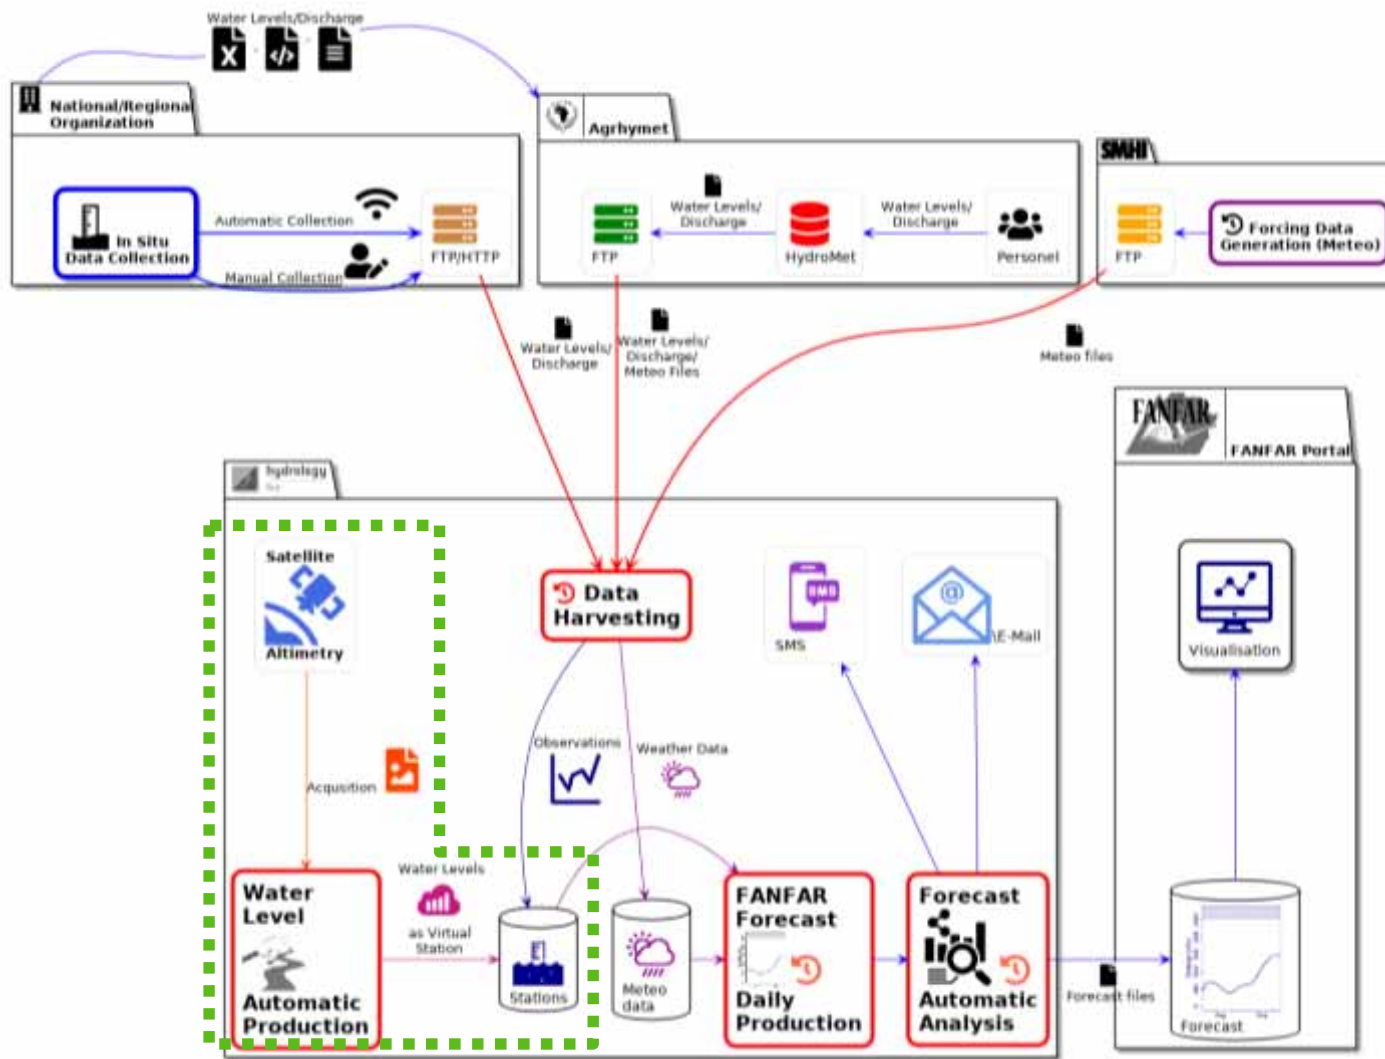 Water Levels/Discharge
X
</>
National/Regional
Organization
In Situ
Data Collection
Automatic Collection
Manual Collection
FTP/HTTP
Agrhymet
FTP
Water Levels/
Discharge
HydroMet
Water Levels/
Discharge
Personel
SMHI
FTP
Forcing Data
Generation (Meteo)
Water Levels/
Discharge
Water Levels/
Discharge/
Meteo Files
Meteo files
FANFAR
FANFAR Portal
hydrology
Satellite
Altimetry
Data
Harvesting
SMS
SMS
@
\E-Mail
Visualisation
Acqusition
Observations
Weather Data
Water
Level
Automatic
Production
Water Levels
as Virtual
Station
Stations
Meteo
data
FANFAR
Forecast
Daily
Production
Forecast
Automatic
Analysis
Forecast files
Forecast